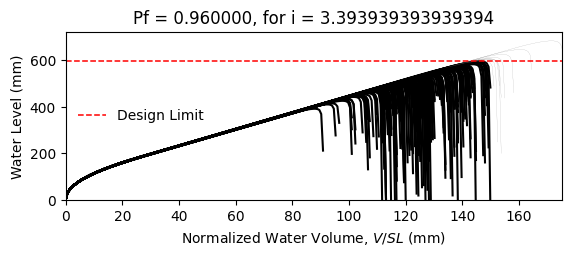 Pf = 0.960000, for i = 3.393939393939394
Water Level (mm)
600
400
200
0
Design Limit
0 20 40 60 80 100 120 140 160
Normalized Water Volume, V/SL (mm)